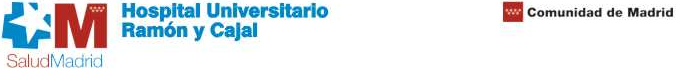 Hospital Universitario
Ramón y Cajal
Comunidad de Madrid
M
SaludMadrid